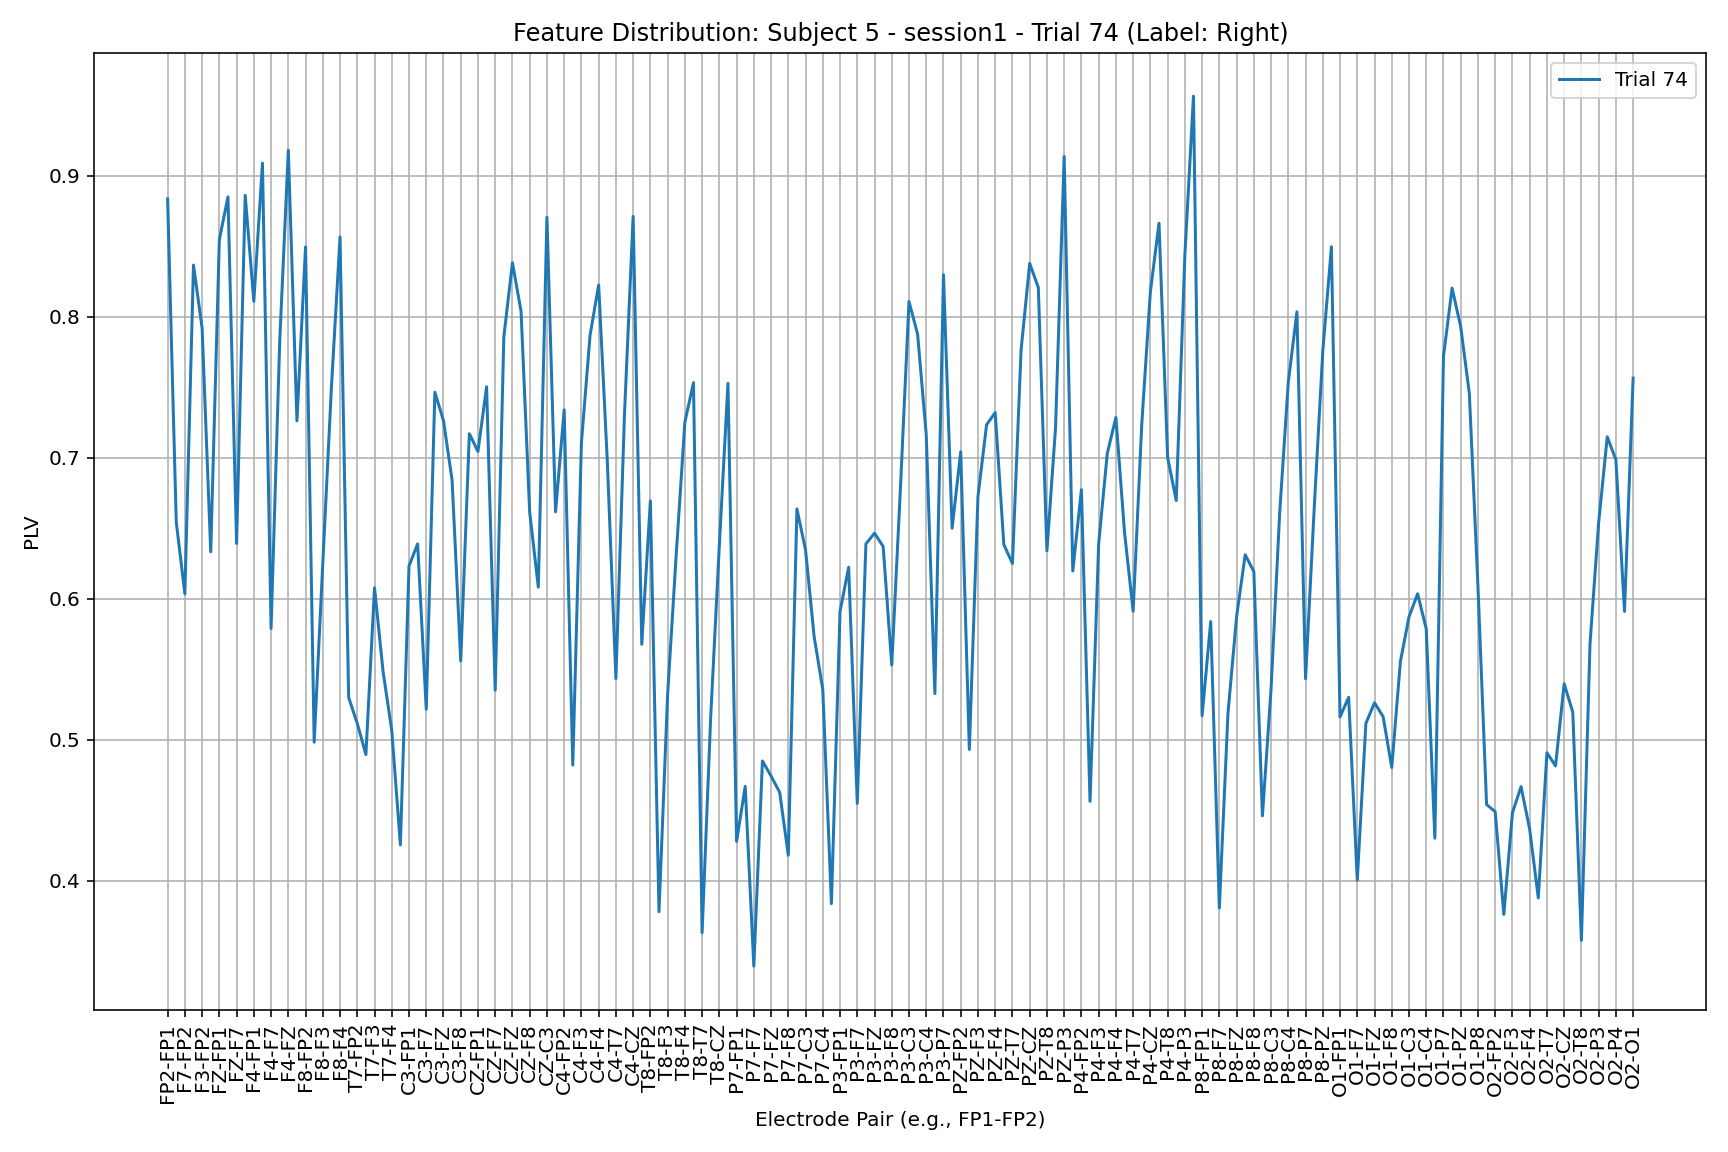 Feature Distribution: Subject 5 - session1 - Trial 74 (Label: Right)
Trial 74
PLV
0.9
0.8
0.7
0.6
0.5
0.4
FP2-FP1
F7-FP2
F3-FP2
FZ-FP1
FZ-F7
F4-FP1
F4-F7
F4-FZ
F8-FP2
F8-F3
F8-F4
T7-FP2
T7-F3
T7-F4
C3-FP1
C3-F7
C3-FZ
C3-F8
CZ-FP1
CZ-F7
CZ-FZ
CZ-F8
CZ-C3
C4-FP2
C4-F3
C4-F4
C4-T7
C4-CZ
T8-FP2
T8-F3
T8-F4
T8-T7
T8-CZ
P7-FP1
P7-F7
P7-FZ
P7-F8
P7-C3
P7-C4
P3-FP1
P3-F7
P3-FZ
P3-F8
P3-C3
P3-C4
P3-P7
PZ-FP2
PZ-F3
PZ-F4
PZ-T7
PZ-CZ
PZ-T8
PZ-P3
P4-FP2
P4-F3
P4-F4
P4-T7
P4-CZ
P4-T8
P4-P3
P8-FP1
P8-F7
P8-FZ
P8-F8
P8-C3
P8-C4
P8-P7
P8-PZ
O1-FP1
O1-F7
O1-FZ
O1-F8
O1-C3
O1-C4
O1-P7
O1-PZ
O1-P8
O2-FP2
O2-F3
O2-F4
O2-T7
O2-CZ
O2-T8
O2-P3
O2-P4
O2-O1
Electrode Pair (e.g., FP1-FP2)